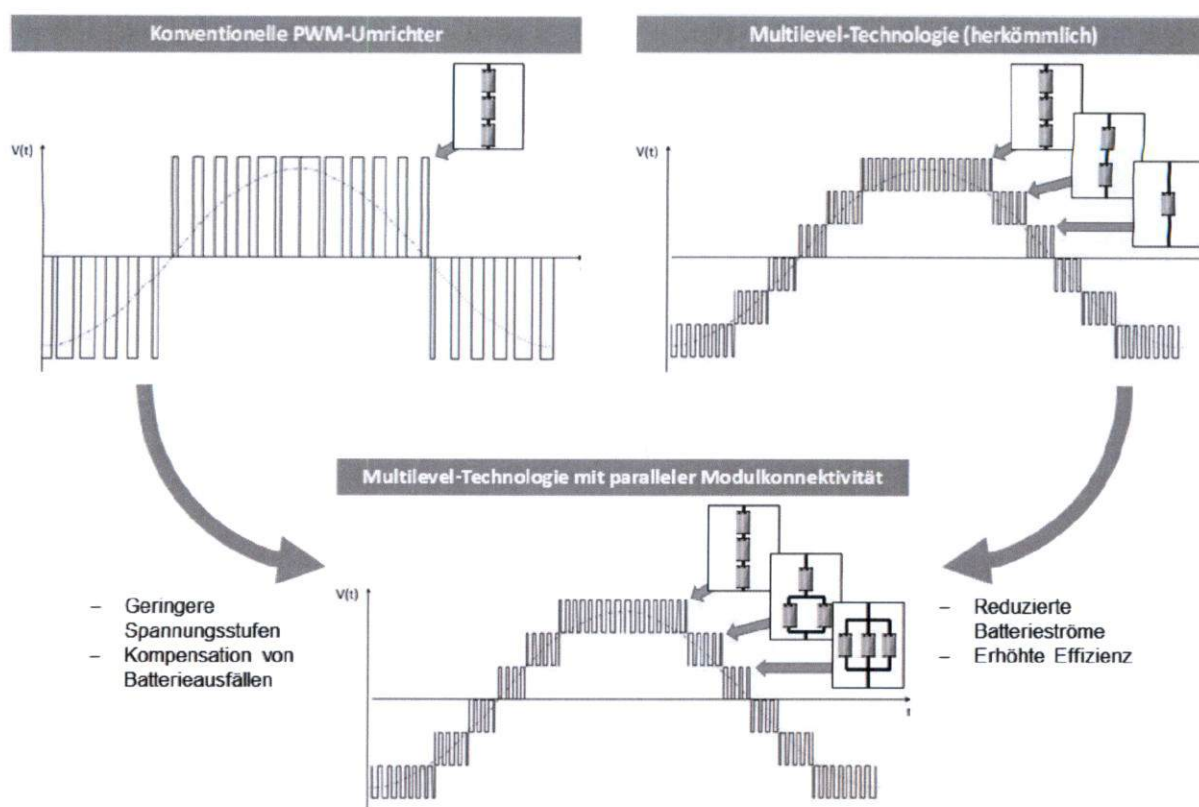 Konventionelle PWM-Umrichter
Multilevel-Technologie (herkömmlich)
V(t)
V(t)
Multilevel-Technologie mit paralleler Modulkonnektivität
V(t)
t
– Geringere
Spannungsstufen
– Kompensation von
Batterieausfällen
– Reduzierte
Batterieströme
– Erhöhte Effizienz